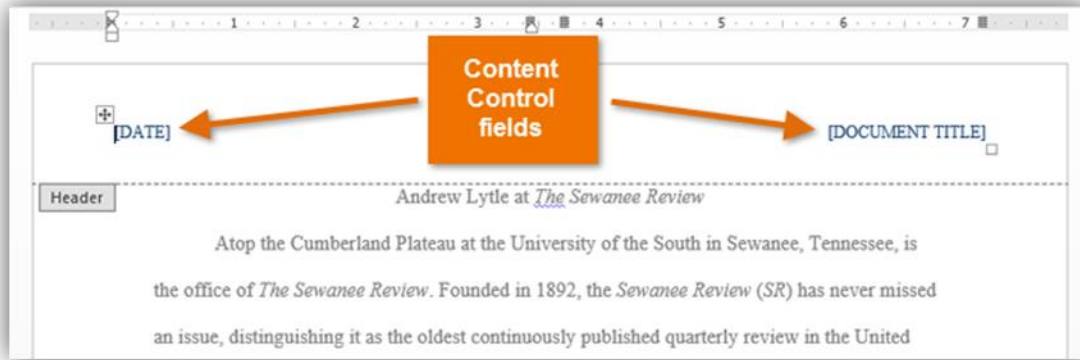 1 2 3 4 5 6 7
Content
Control
fields
[DATE]
[DOCUMENT TITLE]
Header
Andrew Lytle at The Sewanee Review
Atop the Cumberland Plateau at the University of the South in Sewanee, Tennessee, is
the office of The Sewanee Review. Founded in 1892, the Sewanee Review (SR) has never missed
an issue, distinguishing it as the oldest continuously published quarterly review in the United